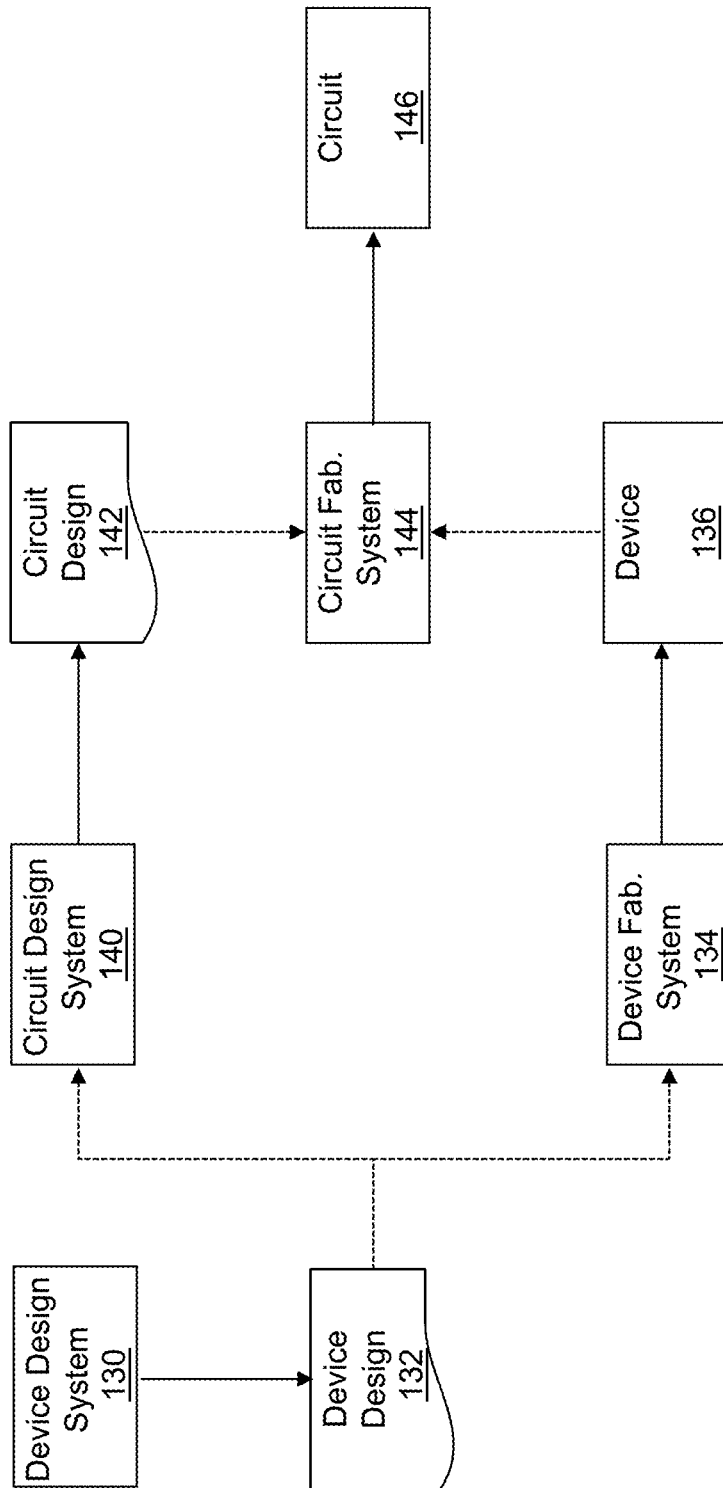 Device Design
System
130
Device
Design
132
Circuit Design
System
140
Device Fab.
System
134
Circuit
Design
142
Circuit Fab.
System
144
Device
136
Circuit
146